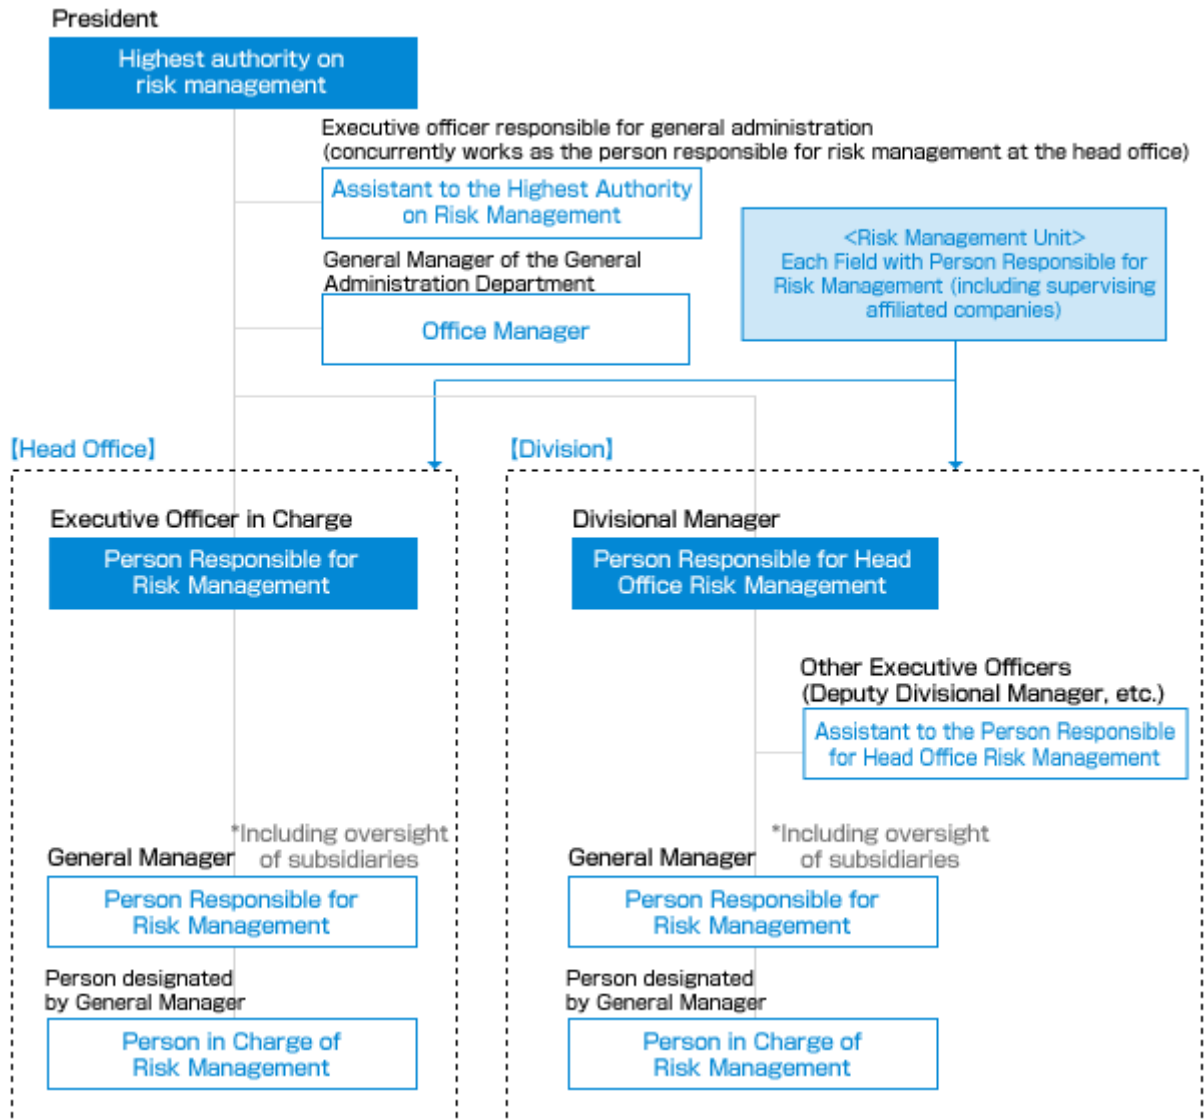 President
Highest authority on
risk management
Executive officer responsible for general administration
(concurrently works as the person responsible for risk management at the head office)
Assistant to the Highest Authority
on Risk Management
General Manager of the General
Administration Department
Office Manager
<Risk Management Unit>
Each Field with Person Responsible for
Risk Management (including supervising
affiliated companies)
【Head Office】
Executive Officer in Charge
Person Responsible for
Risk Management
*Including oversight
of subsidiaries
General Manager
Person Responsible for
Risk Management
Person designated
by General Manager
Person in Charge of
Risk Management
【Division】
Divisional Manager
Person Responsible for Head
Office Risk Management
Other Executive Officers
(Deputy Divisional Manager, etc.)
Assistant to the Person Responsible
for Head Office Risk Management
*Including oversight
of subsidiaries
General Manager
Person Responsible for
Risk Management
Person designated
by General Manager
Person in Charge of
Risk Management